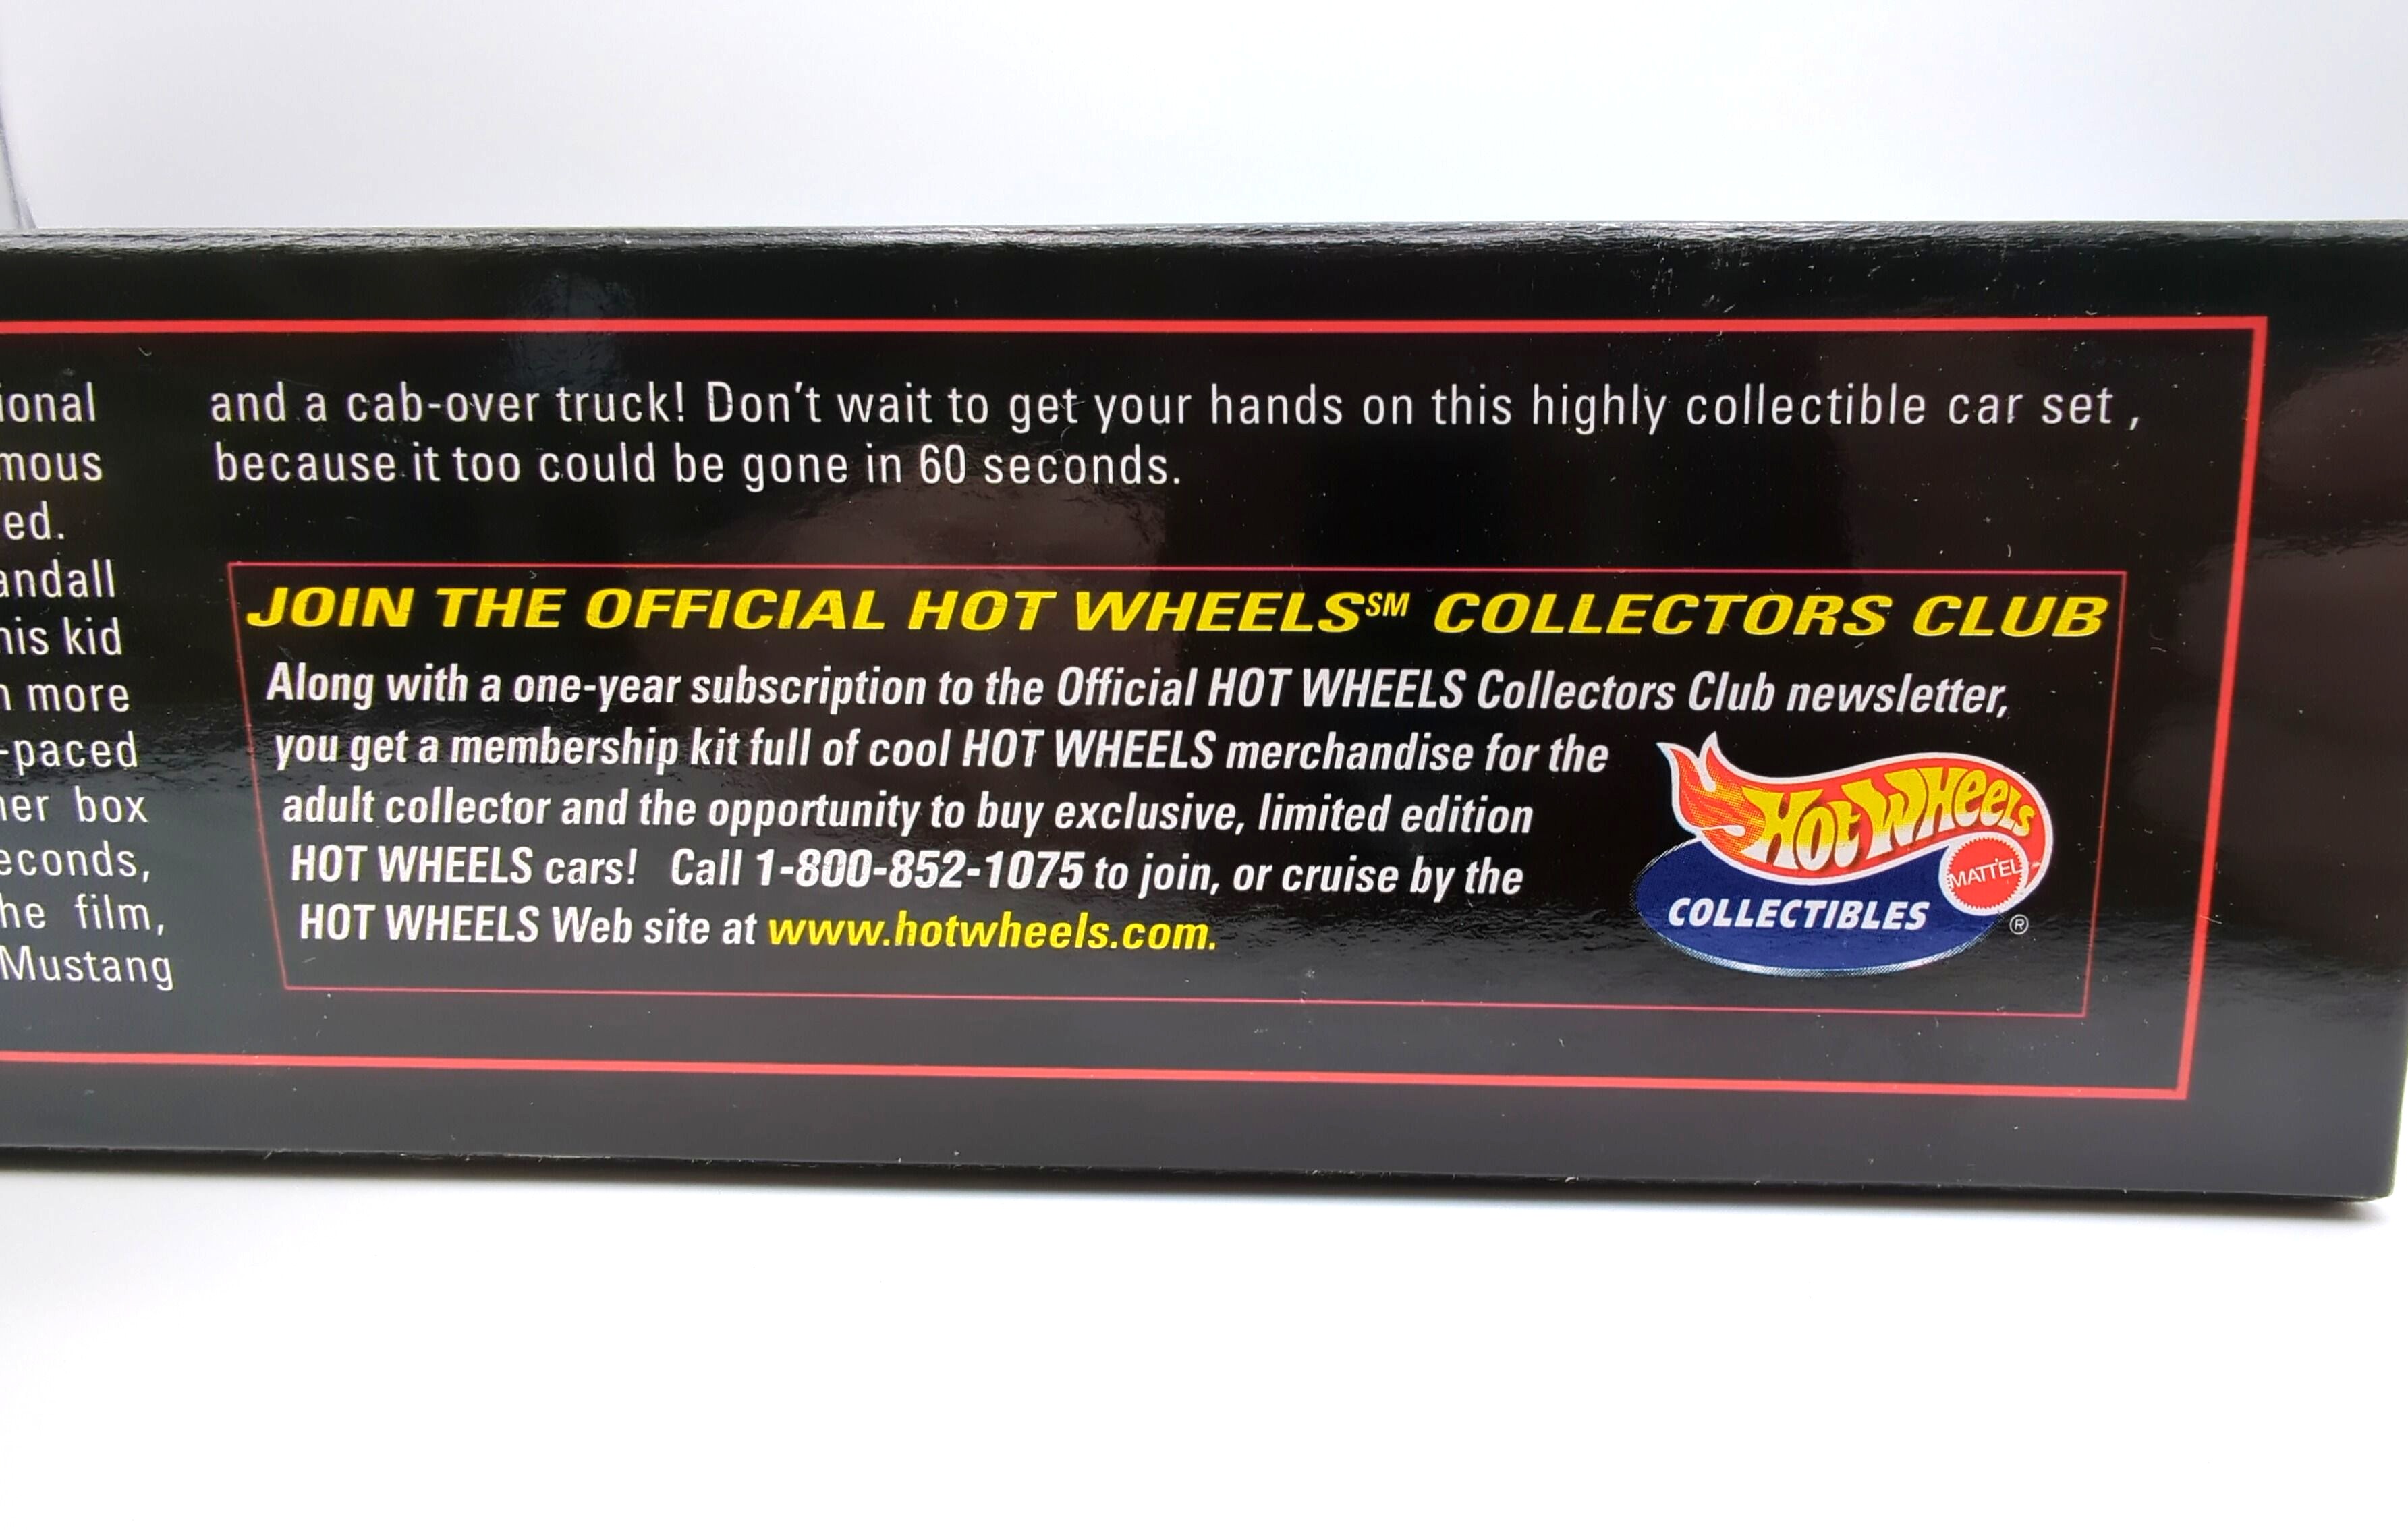 ional
mous
ed.
andall
his kid
more
-paced
her box
econds,
he film,
Mustang
and a cab-over truck! Don't wait to get your hands on this highly collectible car set ,
because it too could be gone in 60 seconds.
JOIN THE OFFICIAL HOT WHEELS℠ COLLECTORS CLUB
Along with a one-year subscription to the Official HOT WHEELS Collectors Club newsletter,
you get a membership kit full of cool HOT WHEELS merchandise for the
adult collector and the opportunity to buy exclusive, limited edition
HOT WHEELS cars! Call 1-800-852-1075 to join, or cruise by the
HOT WHEELS Web site at www.hotwheels.com.
Hot Wheels
MATTEL
COLLECTIBLES ®